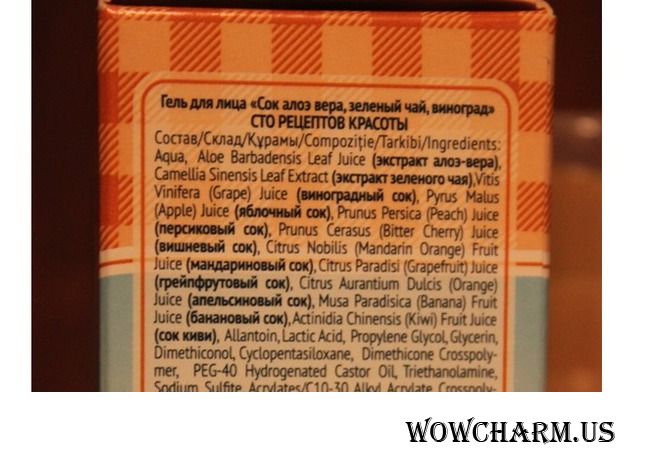 Гель для лица «Сок алоэ вера, зеленый чай, виноград»
СТО РЕЦЕПТОВ КРАСОТЫ
Состав/Склад/Құрамы/Compoziție/Tarkibi/Ingredients:
Aqua, Aloe Barbadensis Leaf Juice (экстракт алоэ-вера),
Camellia Sinensis Leaf Extract (экстракт зеленого чая),Vitis
Vinifera (Grape) Juice (виноградный сок), Pyrus Malus
(Apple) Juice (яблочный сок), Prunus Persica (Peach) Juice
(персиковый сок), Prunus Cerasus (Bitter Cherry) Juice
(вишневый сок), Citrus Nobilis (Mandarin Orange) Fruit
Juice (мандариновый сок), Citrus Paradisi (Grapefruit) Juice
(грейпфрутовый сок), Citrus Aurantium Dulcis (Orange)
Juice (апельсиновый сок), Musa Paradisica (Banana) Fruit
Juice (банановый сок), Actinidia Chinensis (Kiwi) Fruit Juice
(сок киви), Allantoin, Lactic Acid, Propylene Glycol, Glycerin,
Dimethiconol, Cyclopentasiloxane, Dimethicone Crosspoly-
mer, PEG-40 Hydrogenated Castor Oil, Triethanolamine,
Sodium Sulfite, Acrylates/C10-30 Alkyl Acrylate Crosspoly-
WOWCHARM.US